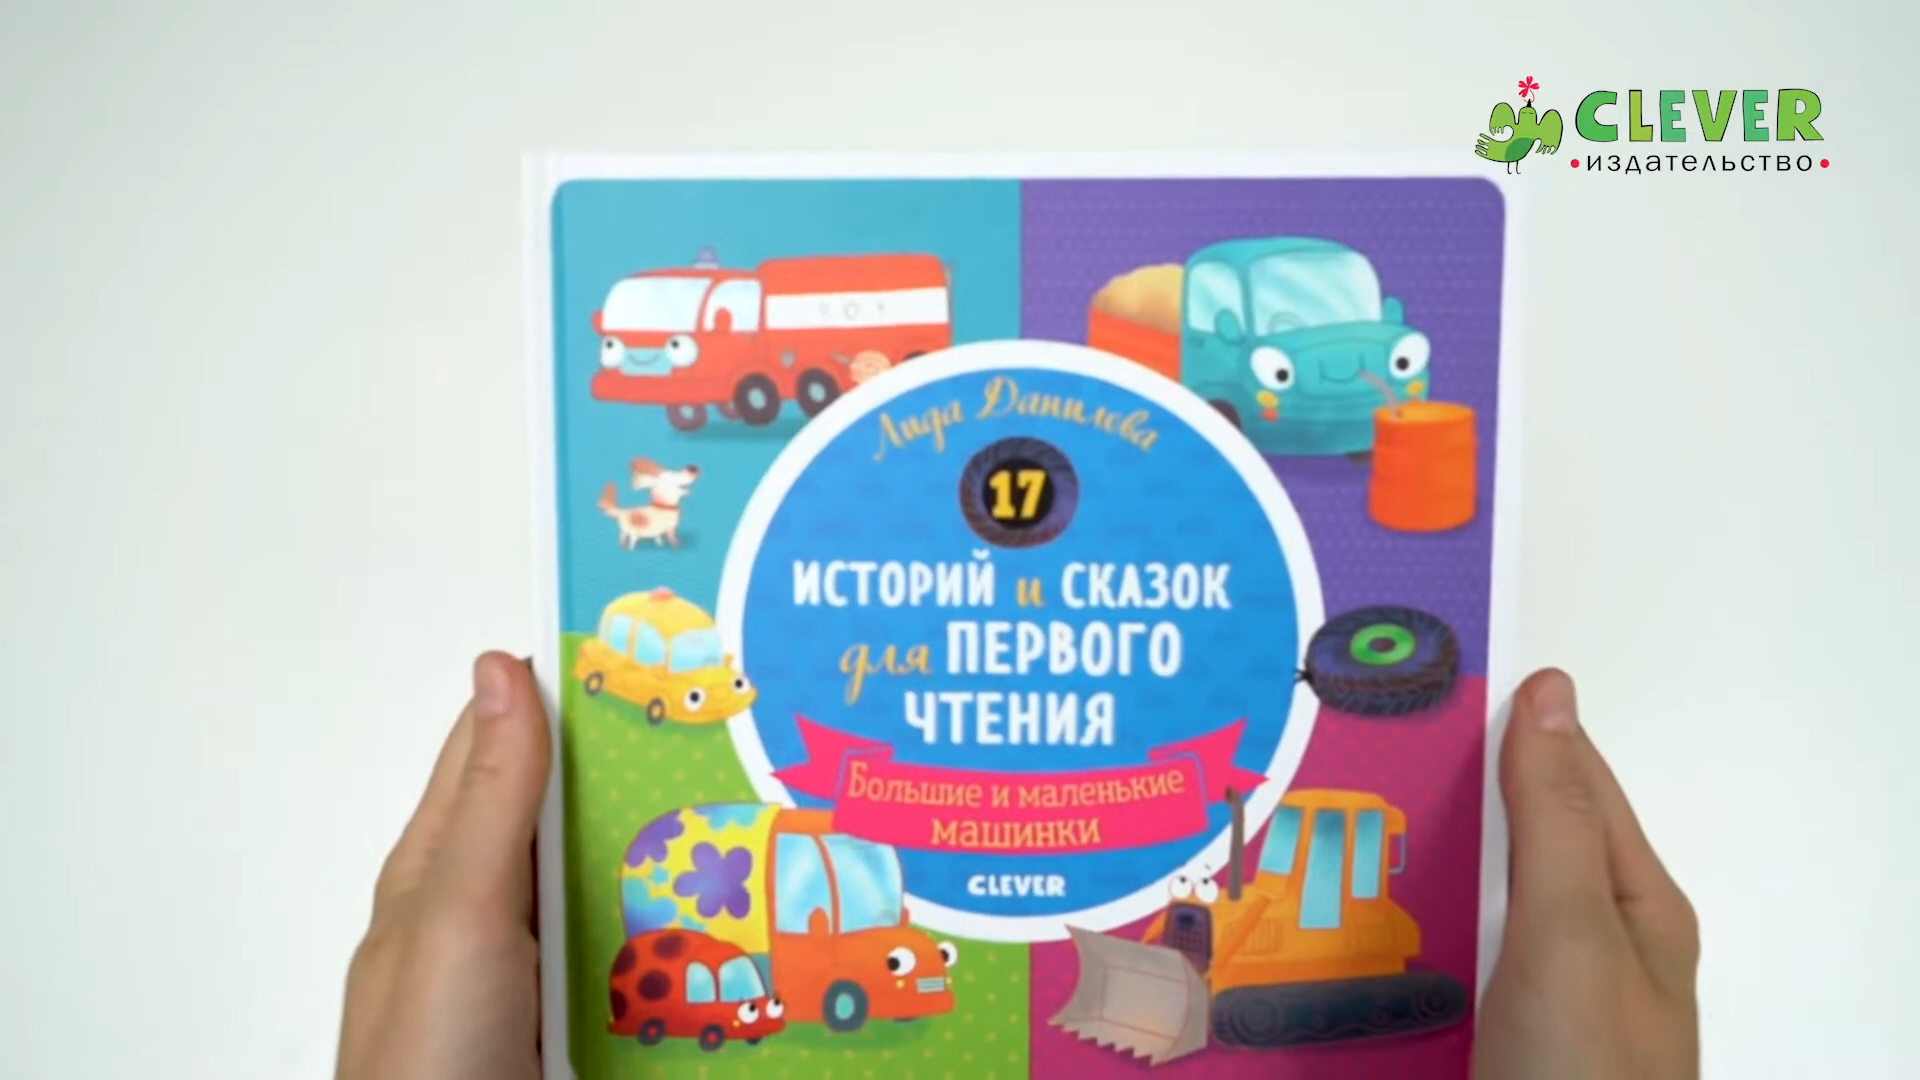 CLEVER
•издательство•
Лида Данилова
17
ИСТОРИЙ и СКАЗОК
для ПЕРВОГО
ЧТЕНИЯ
Большие и маленькие
машинки
CLEVER